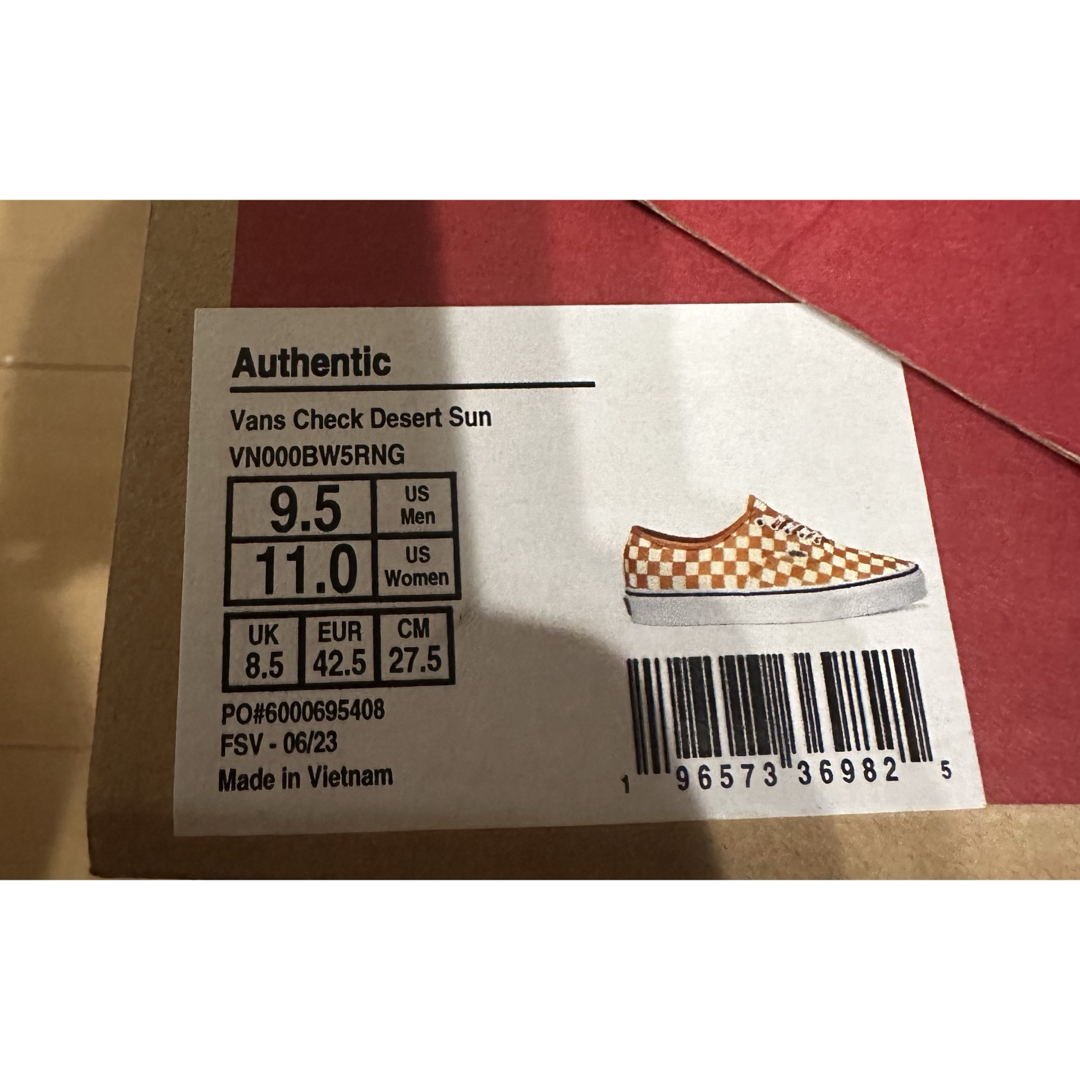 Authentic
Vans Check Desert Sun
VN000BW5RNG
9.5 US Men
11.0 US Women
UK EUR CM
8.5 42.5 27.5
PO#6000695408
FSV - 06/23
Made in Vietnam
1 96573 36982 5